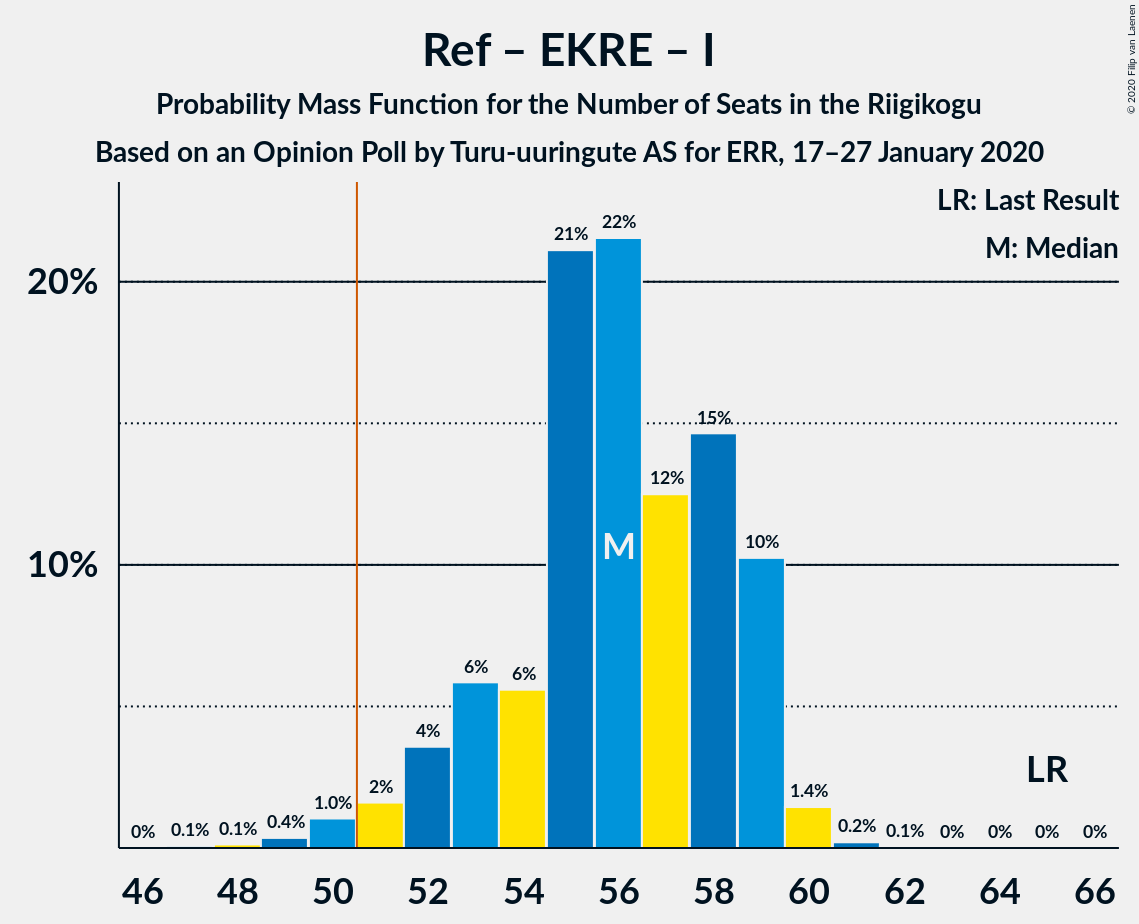 Ref – EKRE – I
Probability Mass Function for the Number of Seats in the Riigikogu
Based on an Opinion Poll by Turu-uuringute AS for ERR, 17–27 January 2020
© 2020 Filip van Laenen
LR: Last Result
M: Median
20%
10%
0%
0.1%
0.1%
0.4%
1.0%
2%
4%
6%
6%
21%
22%
12%
15%
10%
1.4%
0.2%
0.1%
0%
0%
0%
0%
M
LR
46 48 50 52 54 56 58 60 62 64 66